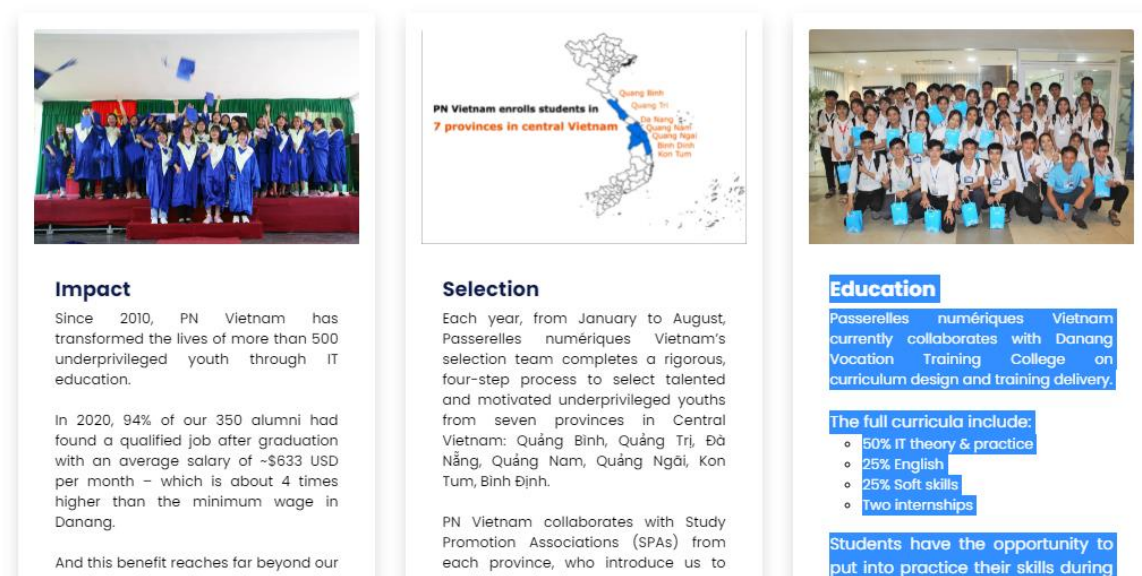 PN Vietnam enrolls students in
7 provinces in central Vietnam
Quang Binh
Quang Tri
Da Nang
Quang Nam
Quang Ngai
Binh Dinh
Kon Tum
Impact
Since 2010, PN Vietnam has
transformed the lives of more than 500
underprivileged youth through IT
education.
In 2020, 94% of our 350 alumni had
found a qualified job after graduation
with an average salary of ~$633 USD
per month – which is about 4 times
higher than the minimum wage in
Danang.
And this benefit reaches far beyond our
Selection
Each year, from January to August,
Passerelles numériques Vietnam's
selection team completes a rigorous,
four-step process to select talented
and motivated underprivileged youths
from seven provinces in Central
Vietnam: Quảng Bình, Quảng Trị, Đà
Nẵng, Quảng Nam, Quảng Ngãi, Kon
Tum, Bình Định.
PN Vietnam collaborates with Study
Promotion Associations (SPAs) from
each province, who introduce us to
Education
Passerelles numériques Vietnam
currently collaborates with Danang
Vocation Training College on
curriculum design and training delivery.
The full curricula include:
50% IT theory & practice
25% English
25% Soft skills
Two internships
Students have the opportunity to
put into practice their skills during